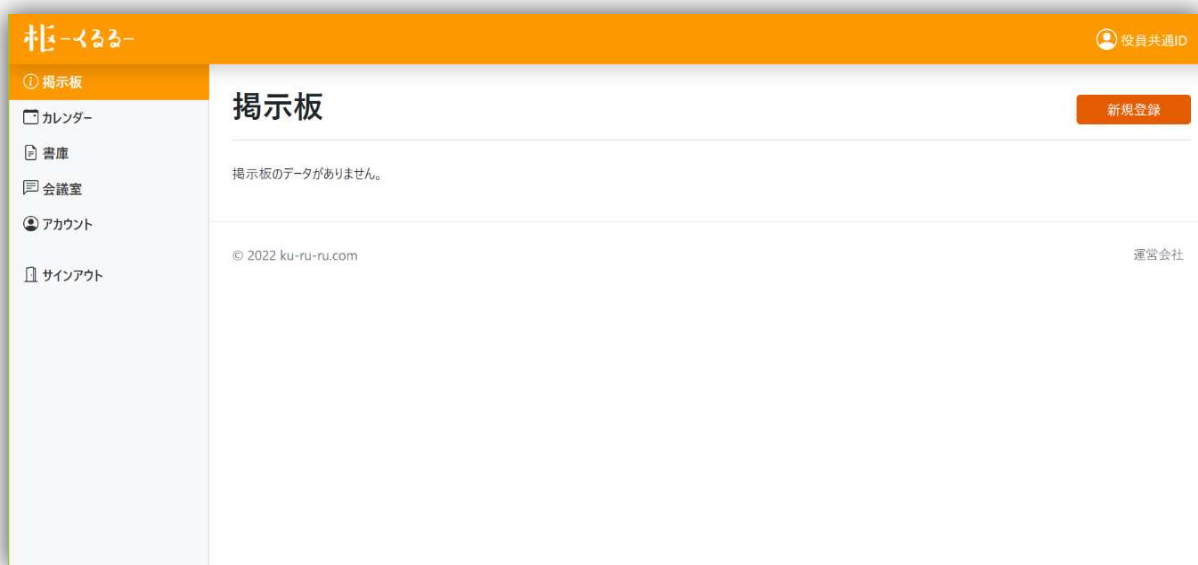 枢-くるる-
役員共通ID
掲示板
カレンダー
書庫
会議室
アカウント
サインアウト
掲示板
新規登録
掲示板のデータがありません。
© 2022 ku-ru-ru.com
運営会社